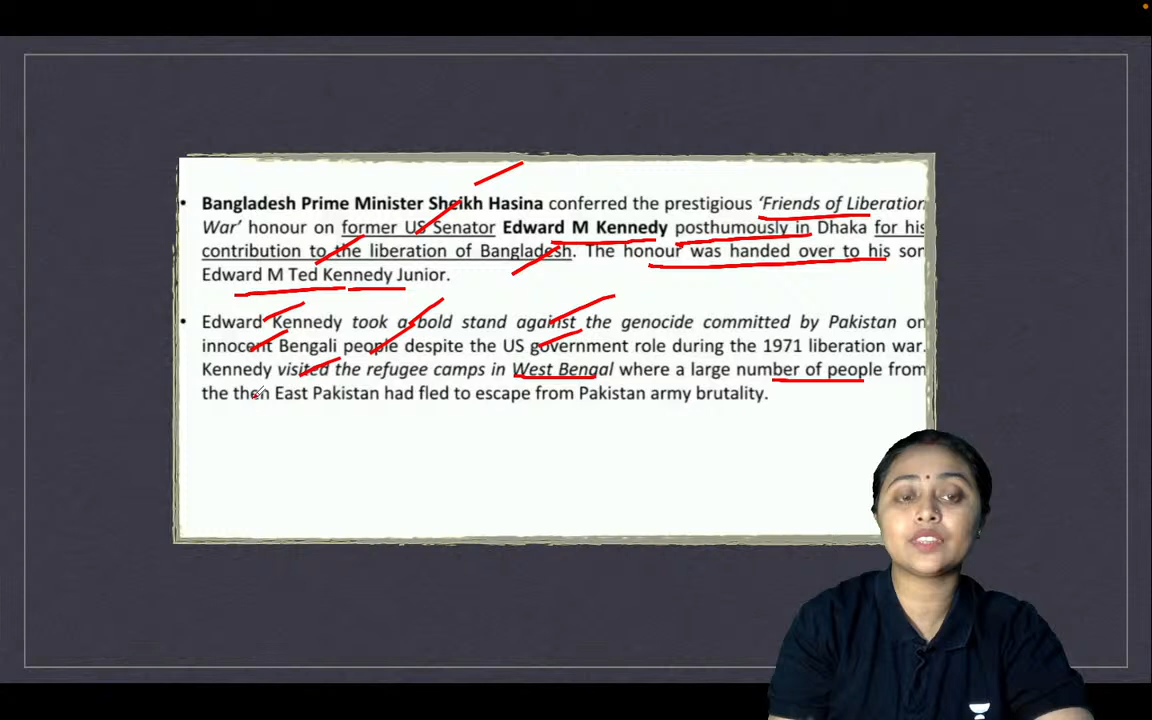 • Bangladesh Prime Minister Sheikh Hasina conferred the prestigious ‘Friends of Liberation
War’ honour on former US Senator Edward M Kennedy posthumously in Dhaka for his
contribution to the liberation of Bangladesh. The honour was handed over to his son
Edward M Ted Kennedy Junior.
• Edward Kennedy took a bold stand against the genocide committed by Pakistan on
innocent Bengali people despite the US government role during the 1971 liberation war.
Kennedy visited the refugee camps in West Bengal where a large number of people from
the then East Pakistan had fled to escape from Pakistan army brutality.